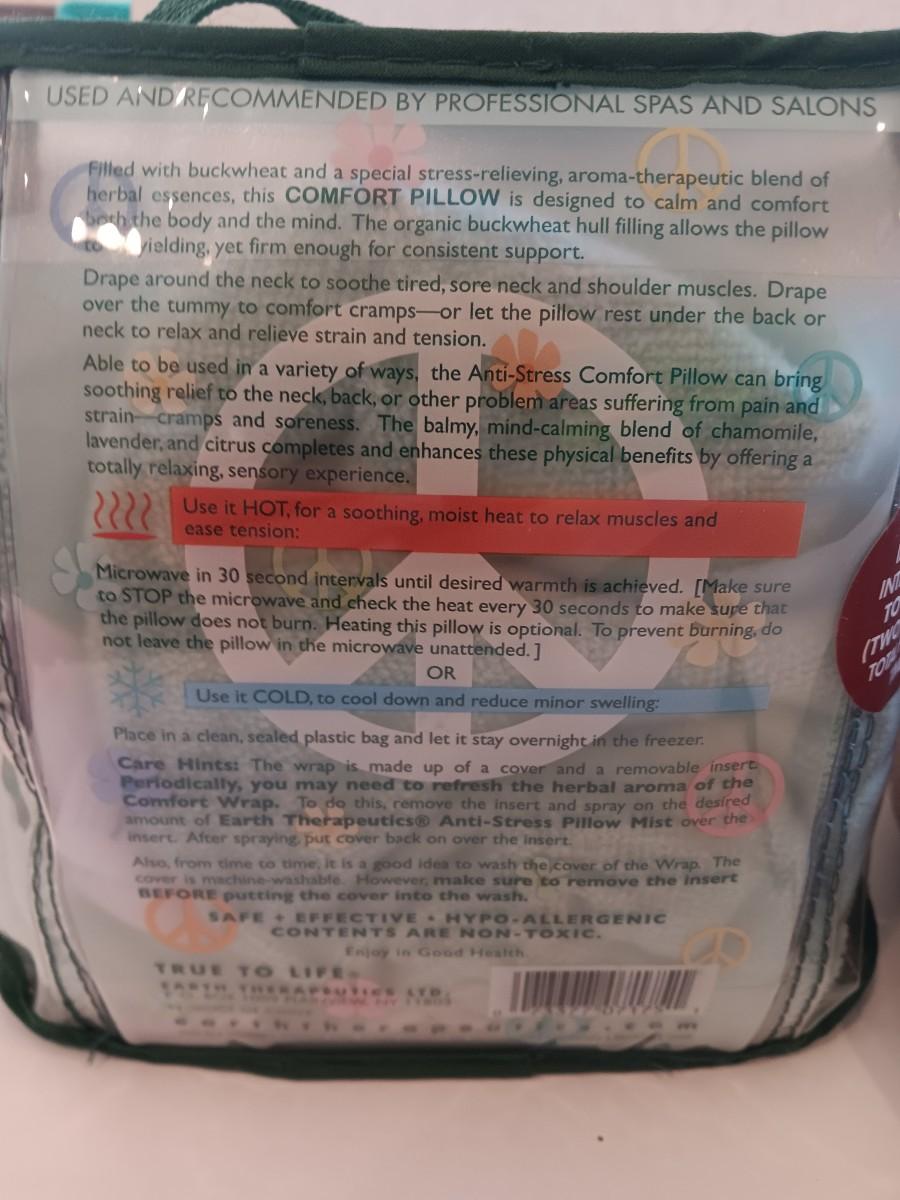 USED AND RECOMMENDED BY PROFESSIONAL SPAS AND SALONS
Filled with buckwheat and a special stress-relieving, aroma-therapeutic blend of
herbal essences, this COMFORT PILLOW is designed to calm and comfort
both the body and the mind. The organic buckwheat hull filling allows the pillow
to yielding, yet firm enough for consistent support.
Drape around the neck to soothe tired, sore neck and shoulder muscles. Drape
over the tummy to comfort cramps—or let the pillow rest under the back or
neck to relax and relieve strain and tension.
Able to be used in a variety of ways, the Anti-Stress Comfort Pillow can bring
soothing relief to the neck, back, or other problem areas suffering from pain and
strain—cramps and soreness. The balmy, mind-calming blend of chamomile,
lavender, and citrus completes and enhances these physical benefits by offering a
totally relaxing, sensory experience.
Use it HOT, for a soothing, moist heat to relax muscles and
ease tension:
Microwave in 30 second intervals until desired warmth is achieved. [Make sure
to STOP the microwave and check the heat every 30 seconds to make sure that
the pillow does not burn. Heating this pillow is optional. To prevent burning, do
not leave the pillow in the microwave unattended. ]
OR
Use it COLD, to cool down and reduce minor swelling:
Place in a clean, sealed plastic bag and let it stay overnight in the freezer.
Care Hints: The wrap is made up of a cover and a removable insert.
Periodically, you may need to refresh the herbal aroma of the
Comfort Wrap. To do this, remove the insert and spray on the desired
amount of Earth Therapeutics® Anti-Stress Pillow Mist over the
insert. After spraying, put cover back on over the insert.
Also, from time to time, it is a good idea to wash the cover of the Wrap. The
cover is machine-washable. However, make sure to remove the insert
BEFORE putting the cover into the wash.
SAFE + EFFECTIVE • HYPO-ALLERGENIC
CONTENTS ARE NON-TOXIC.
Enjoy in Good Health.
TRUE TO LIFE
EARTH THERAPEUTICS LTD.
earththerapeutics.com
TO
(TWO